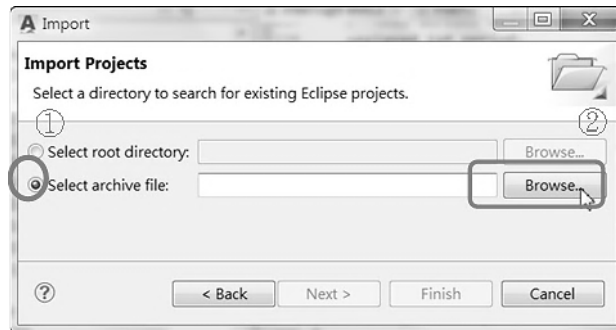 Import
Import Projects
Select a directory to search for existing Eclipse projects.
① ②
Select root directory: Browse...
Select archive file: Browse...
? < Back Next > Finish Cancel